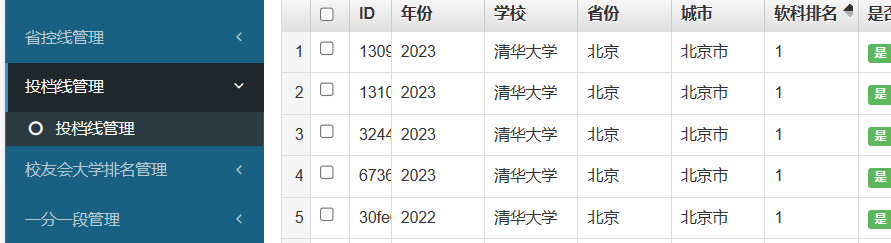 省控线管理
投档线管理
投档线管理
校友会大学排名管理
一分一段管理
ID 年份 学校 省份 城市 软科排名
1 1309 2023 清华大学 北京 北京市 1 是
2 1310 2023 清华大学 北京 北京市 1 是
3 3244 2023 清华大学 北京 北京市 1 是
4 6736 2023 清华大学 北京 北京市 1 是
5 30fe 2022 清华大学 北京 北京市 1 是